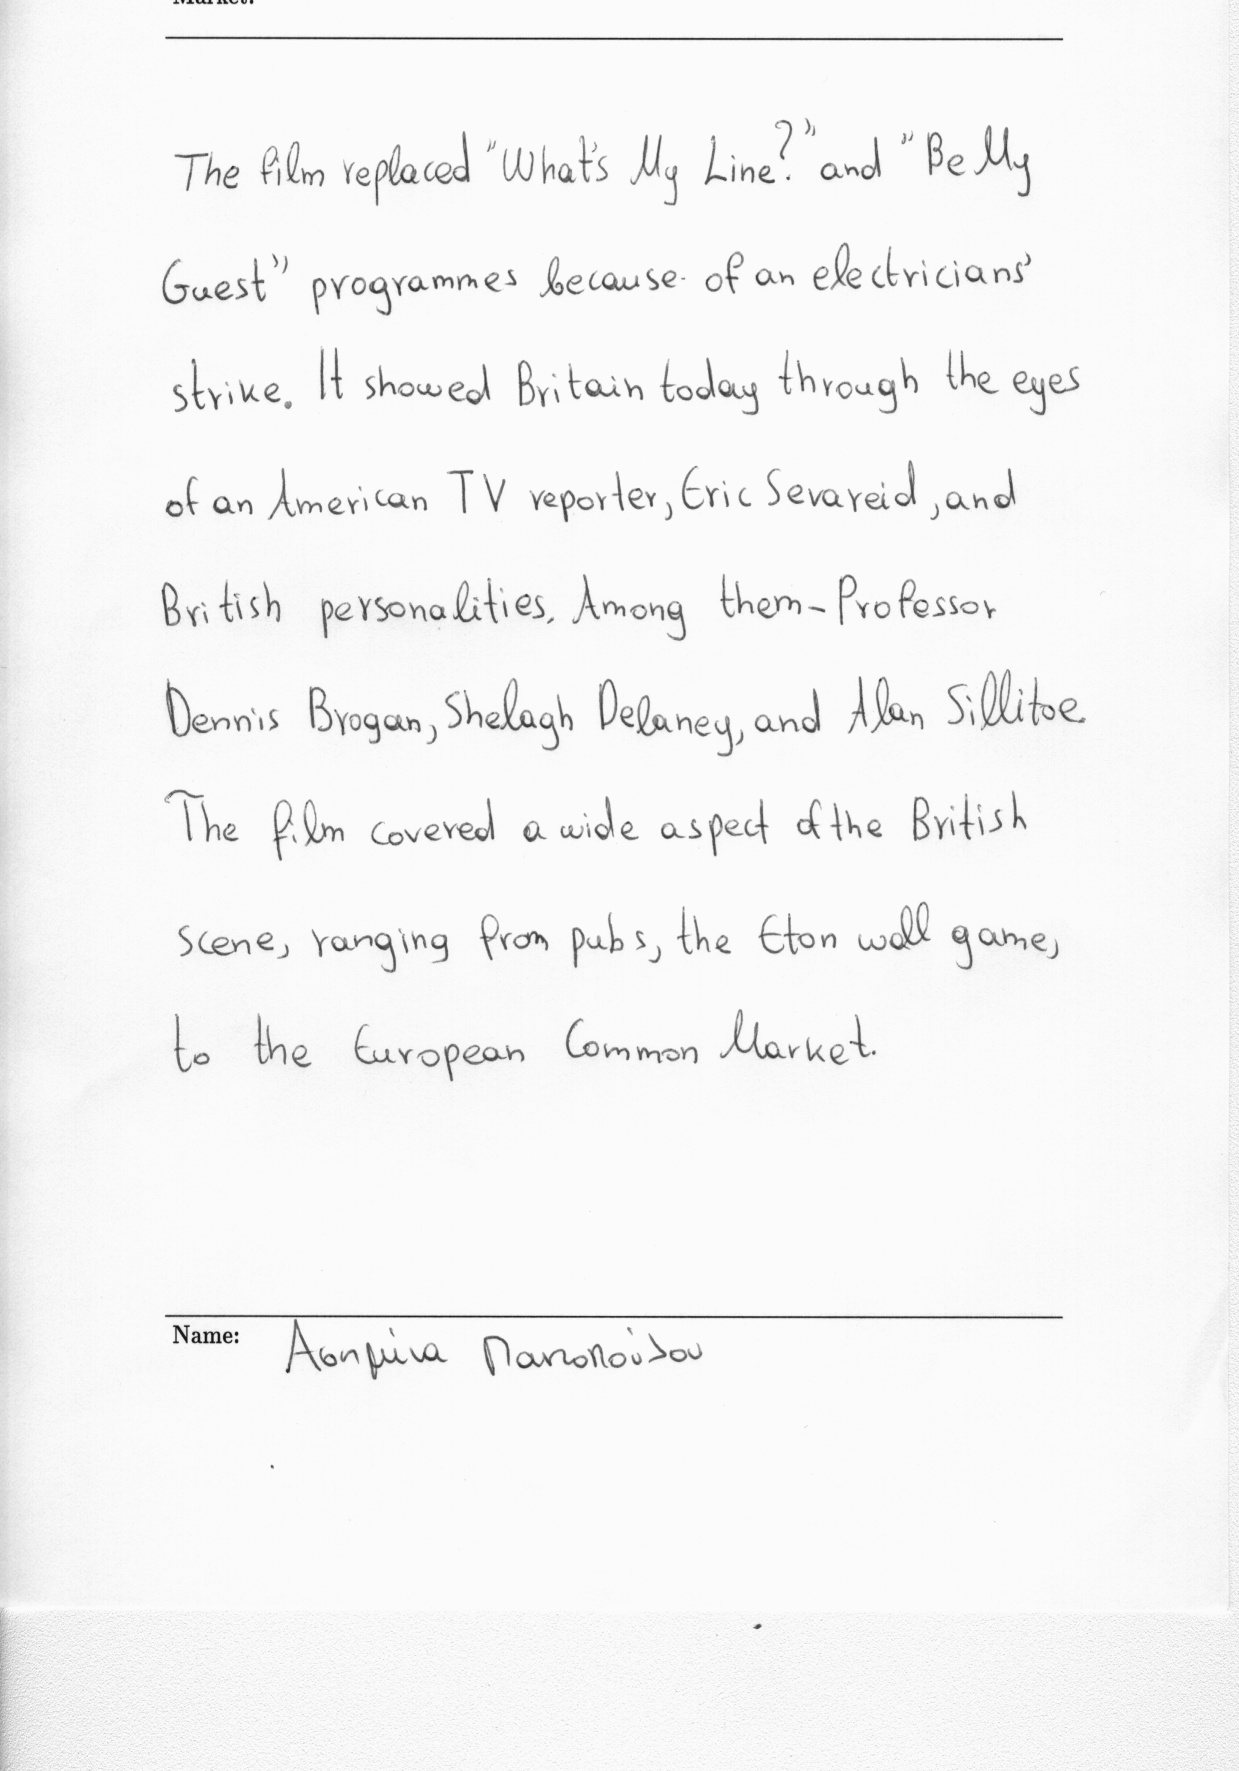 Market.
The film replaced "What's My Line?" and "Be My
Guest" programmes because of an electricians'
strike. It showed Britain today through the eyes
of an American TV reporter, Eric Sevareid, and
British personalities. Among them - Professor
Dennis Brogan, Shelagh Delaney, and Alan Sillitoe
The film covered a wide aspect of the British
scene, ranging from pubs, the Eton wall game,
to the European Common Market.
Name: Ασημίνα